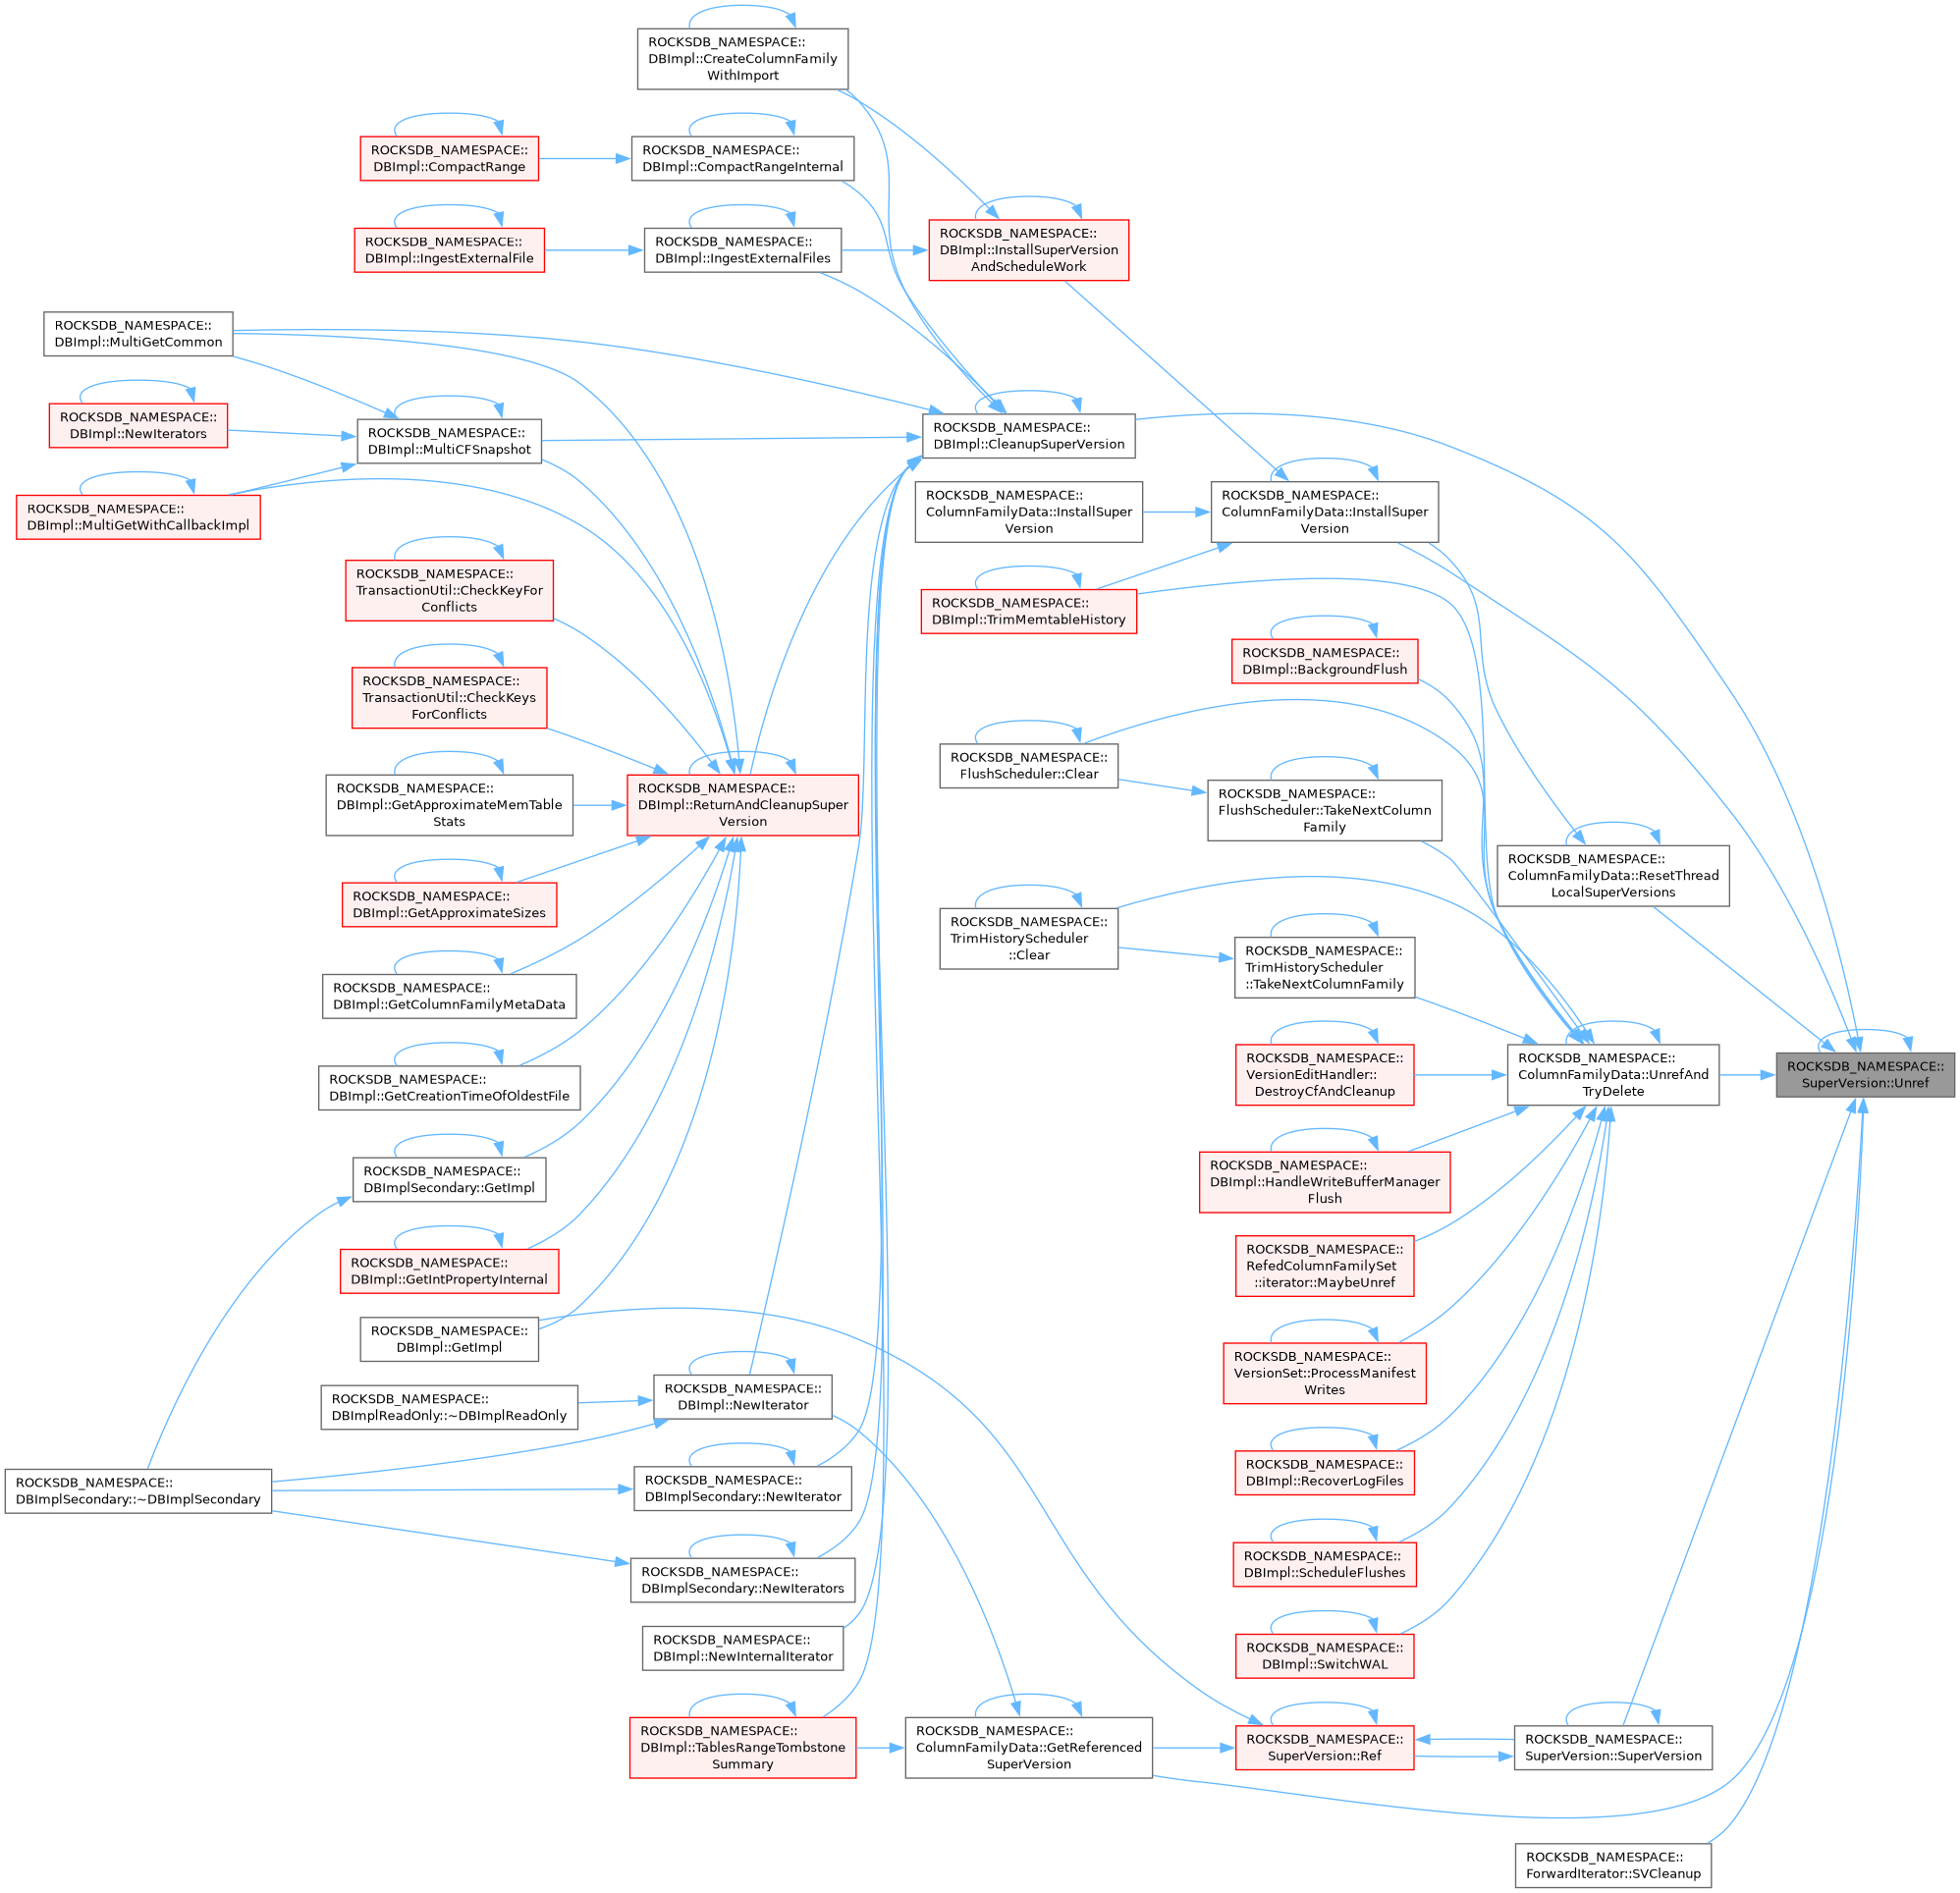 ROCKSDB_NAMESPACE::
DBImpl::CreateColumnFamily
WithImport
ROCKSDB_NAMESPACE::
DBImpl::CompactRange
ROCKSDB_NAMESPACE::
DBImpl::CompactRangeInternal
ROCKSDB_NAMESPACE::
DBImpl::IngestExternalFile
ROCKSDB_NAMESPACE::
DBImpl::IngestExternalFiles
ROCKSDB_NAMESPACE::
DBImpl::InstallSuperVersion
AndScheduleWork
ROCKSDB_NAMESPACE::
DBImpl::MultiGetCommon
ROCKSDB_NAMESPACE::
DBImpl::NewIterators
ROCKSDB_NAMESPACE::
DBImpl::MultiCFSnapshot
ROCKSDB_NAMESPACE::
DBImpl::CleanupSuperVersion
ROCKSDB_NAMESPACE::
DBImpl::MultiGetWithCallbackImpl
ROCKSDB_NAMESPACE::
ColumnFamilyData::InstallSuper
Version
ROCKSDB_NAMESPACE::
ColumnFamilyData::InstallSuper
Version
ROCKSDB_NAMESPACE::
TransactionUtil::CheckKeyFor
Conflicts
ROCKSDB_NAMESPACE::
DBImpl::TrimMemtableHistory
ROCKSDB_NAMESPACE::
DBImpl::BackgroundFlush
ROCKSDB_NAMESPACE::
TransactionUtil::CheckKeys
ForConflicts
ROCKSDB_NAMESPACE::
FlushScheduler::Clear
ROCKSDB_NAMESPACE::
DBImpl::GetApproximateMemTable
Stats
ROCKSDB_NAMESPACE::
DBImpl::ReturnAndCleanupSuper
Version
ROCKSDB_NAMESPACE::
FlushScheduler::TakeNextColumn
Family
ROCKSDB_NAMESPACE::
ColumnFamilyData::ResetThread
LocalSuperVersions
ROCKSDB_NAMESPACE::
DBImpl::GetApproximateSizes
ROCKSDB_NAMESPACE::
TrimHistoryScheduler
::Clear
ROCKSDB_NAMESPACE::
TrimHistoryScheduler
::TakeNextColumnFamily
ROCKSDB_NAMESPACE::
DBImpl::GetColumnFamilyMetaData
ROCKSDB_NAMESPACE::
DBImpl::GetCreationTimeOfOldestFile
ROCKSDB_NAMESPACE::
VersionEditHandler::
DestroyCfAndCleanup
ROCKSDB_NAMESPACE::
ColumnFamilyData::UnrefAnd
TryDelete
ROCKSDB_NAMESPACE::
SuperVersion::Unref
ROCKSDB_NAMESPACE::
DBImplSecondary::GetImpl
ROCKSDB_NAMESPACE::
DBImpl::HandleWriteBufferManager
Flush
ROCKSDB_NAMESPACE::
DBImpl::GetIntPropertyInternal
ROCKSDB_NAMESPACE::
RefedColumnFamilySet
::iterator::MaybeUnref
ROCKSDB_NAMESPACE::
DBImpl::GetImpl
ROCKSDB_NAMESPACE::
VersionSet::ProcessManifest
Writes
ROCKSDB_NAMESPACE::
DBImplReadOnly::~DBImplReadOnly
ROCKSDB_NAMESPACE::
DBImpl::NewIterator
ROCKSDB_NAMESPACE::
DBImplSecondary::~DBImplSecondary
ROCKSDB_NAMESPACE::
DBImplSecondary::NewIterator
ROCKSDB_NAMESPACE::
DBImpl::RecoverLogFiles
ROCKSDB_NAMESPACE::
DBImplSecondary::NewIterators
ROCKSDB_NAMESPACE::
DBImpl::ScheduleFlushes
ROCKSDB_NAMESPACE::
DBImpl::NewInternalIterator
ROCKSDB_NAMESPACE::
DBImpl::SwitchWAL
ROCKSDB_NAMESPACE::
DBImpl::TablesRangeTombstone
Summary
ROCKSDB_NAMESPACE::
ColumnFamilyData::GetReferenced
SuperVersion
ROCKSDB_NAMESPACE::
SuperVersion::Ref
ROCKSDB_NAMESPACE::
SuperVersion::SuperVersion
ROCKSDB_NAMESPACE::
ForwardIterator::SVCleanup